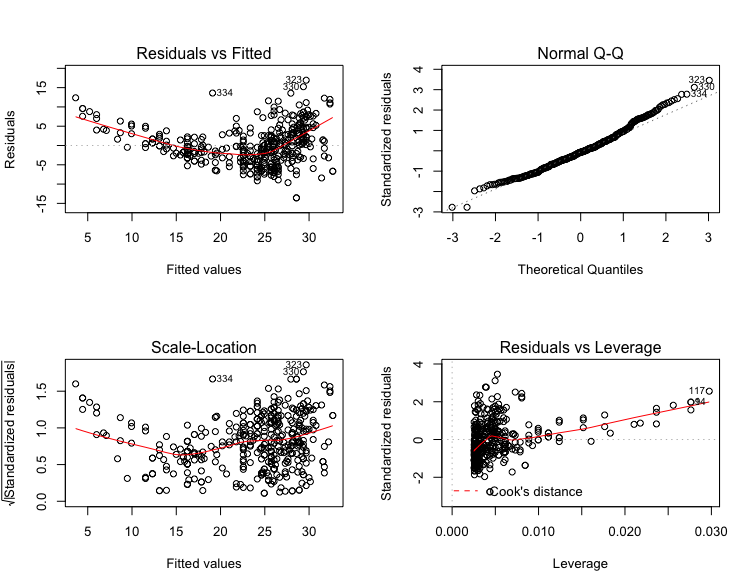 Residuals vs Fitted
Residuals
15
5
-5
-15
323
330
334
5 10 15 20 25 30
Fitted values
Normal Q-Q
Standardized residuals
4
3
1
-1
-3
323
330
334
-3 -2 -1 0 1 2 3
Theoretical Quantiles
Scale-Location
√|Standardized residuals|
1.5
1.0
0.5
0.0
323
330
334
5 10 15 20 25 30
Fitted values
Residuals vs Leverage
Standardized residuals
4
2
0
-2
117
94
Cook's distance
0.000 0.010 0.020 0.030
Leverage